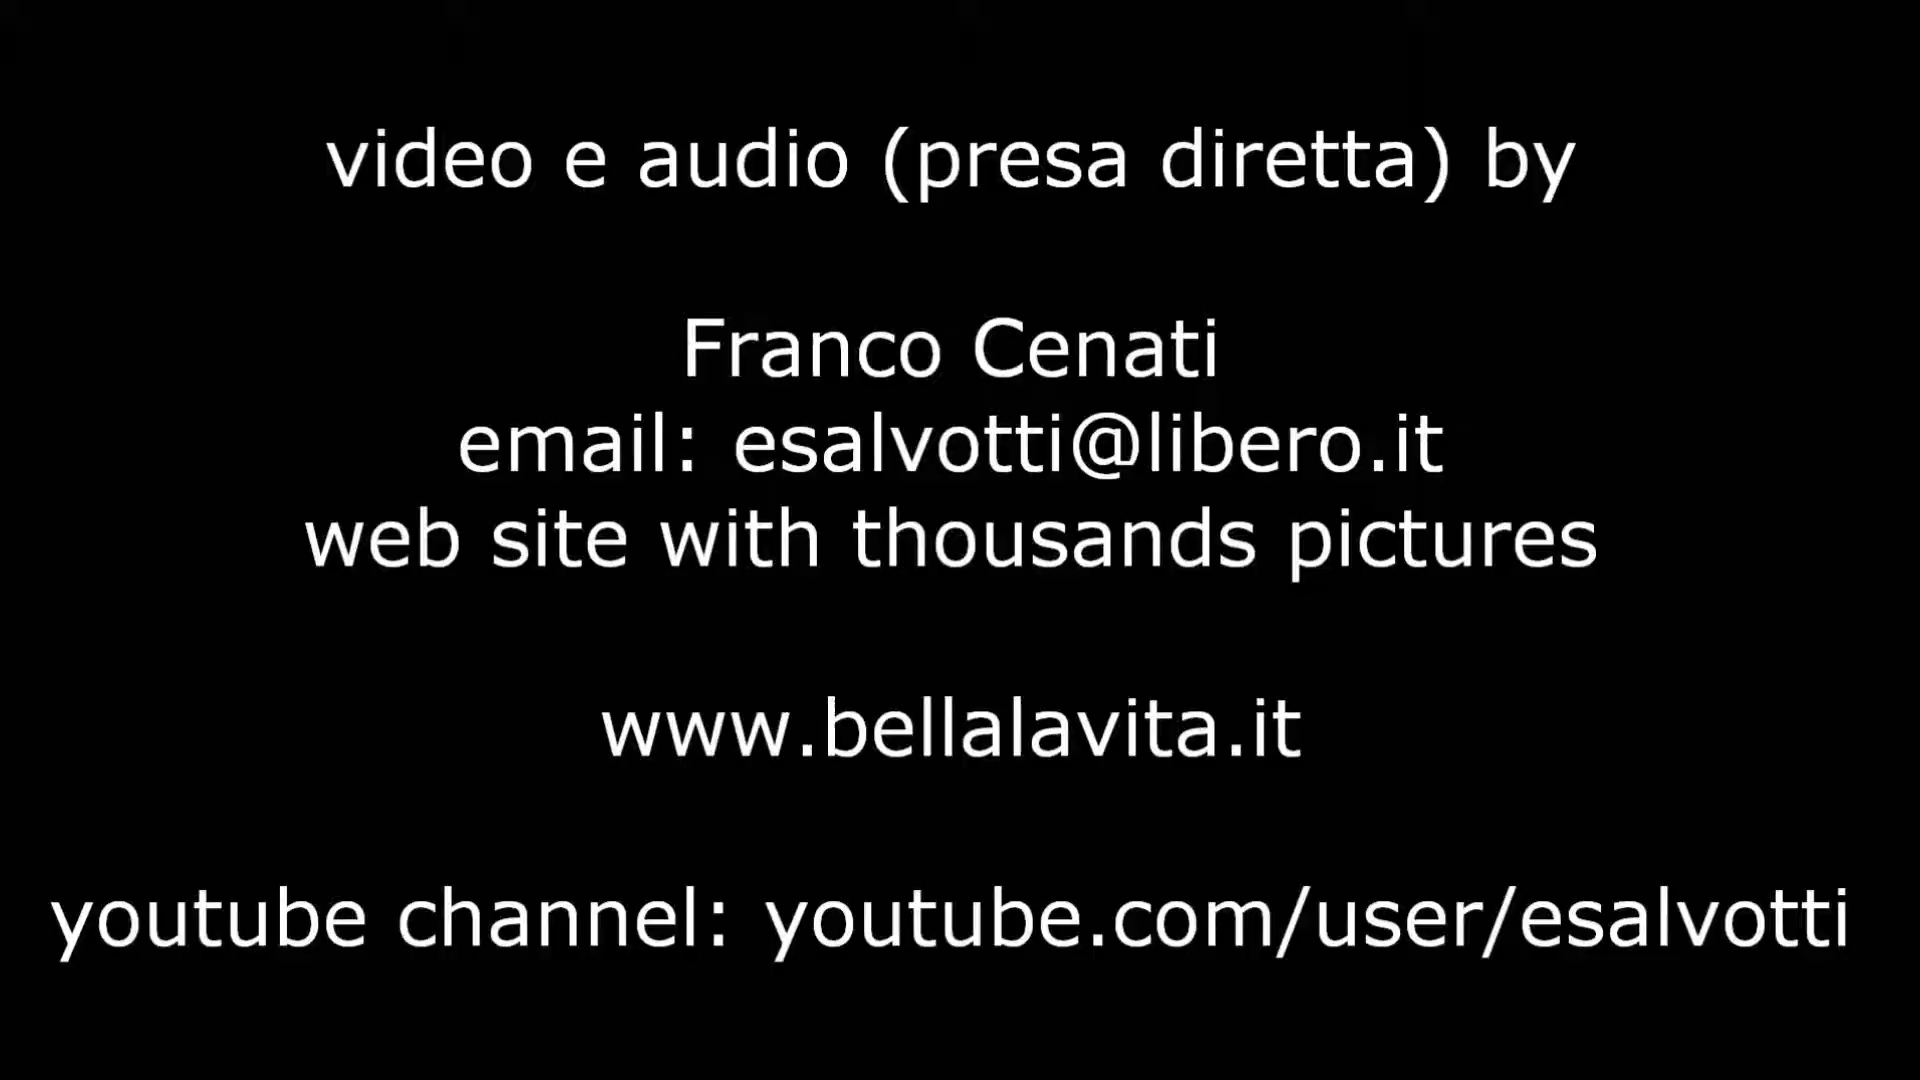 video e audio (presa diretta) by
Franco Cenati
email: esalvotti@libero.it
web site with thousands pictures
www.bellalavita.it
youtube channel: youtube.com/user/esalvotti